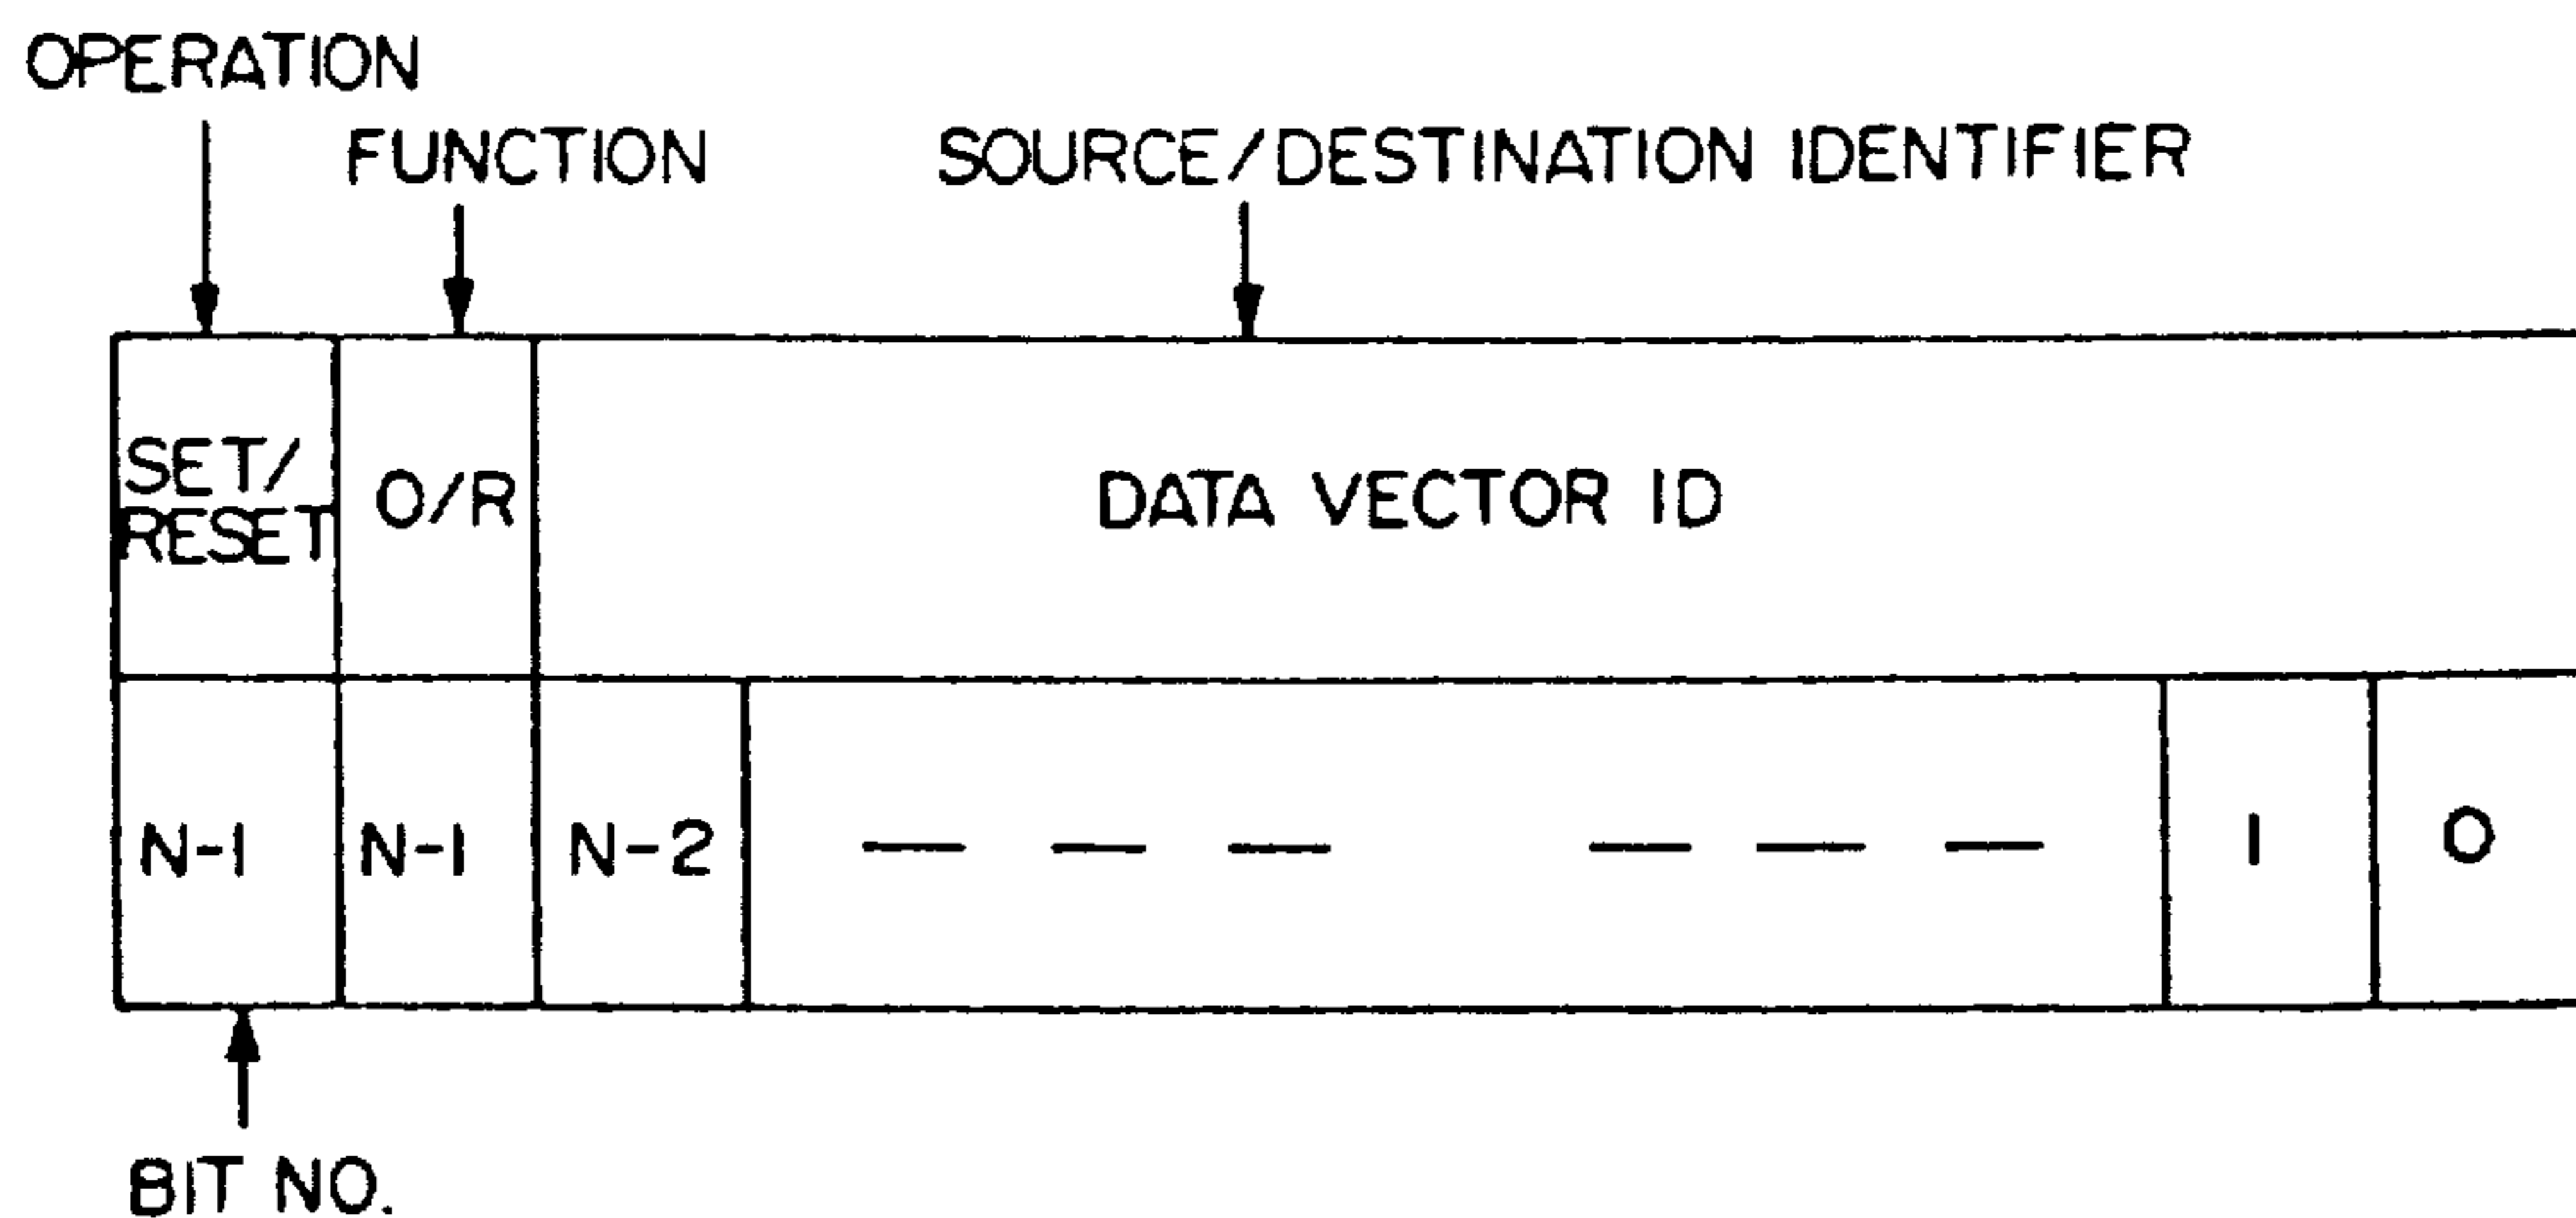 OPERATION
FUNCTION
SOURCE/DESTINATION IDENTIFIER
SET/
RESET
O/R
DATA VECTOR ID
N-1
N-1
N-2
— — — — — —
1
0
BIT NO.